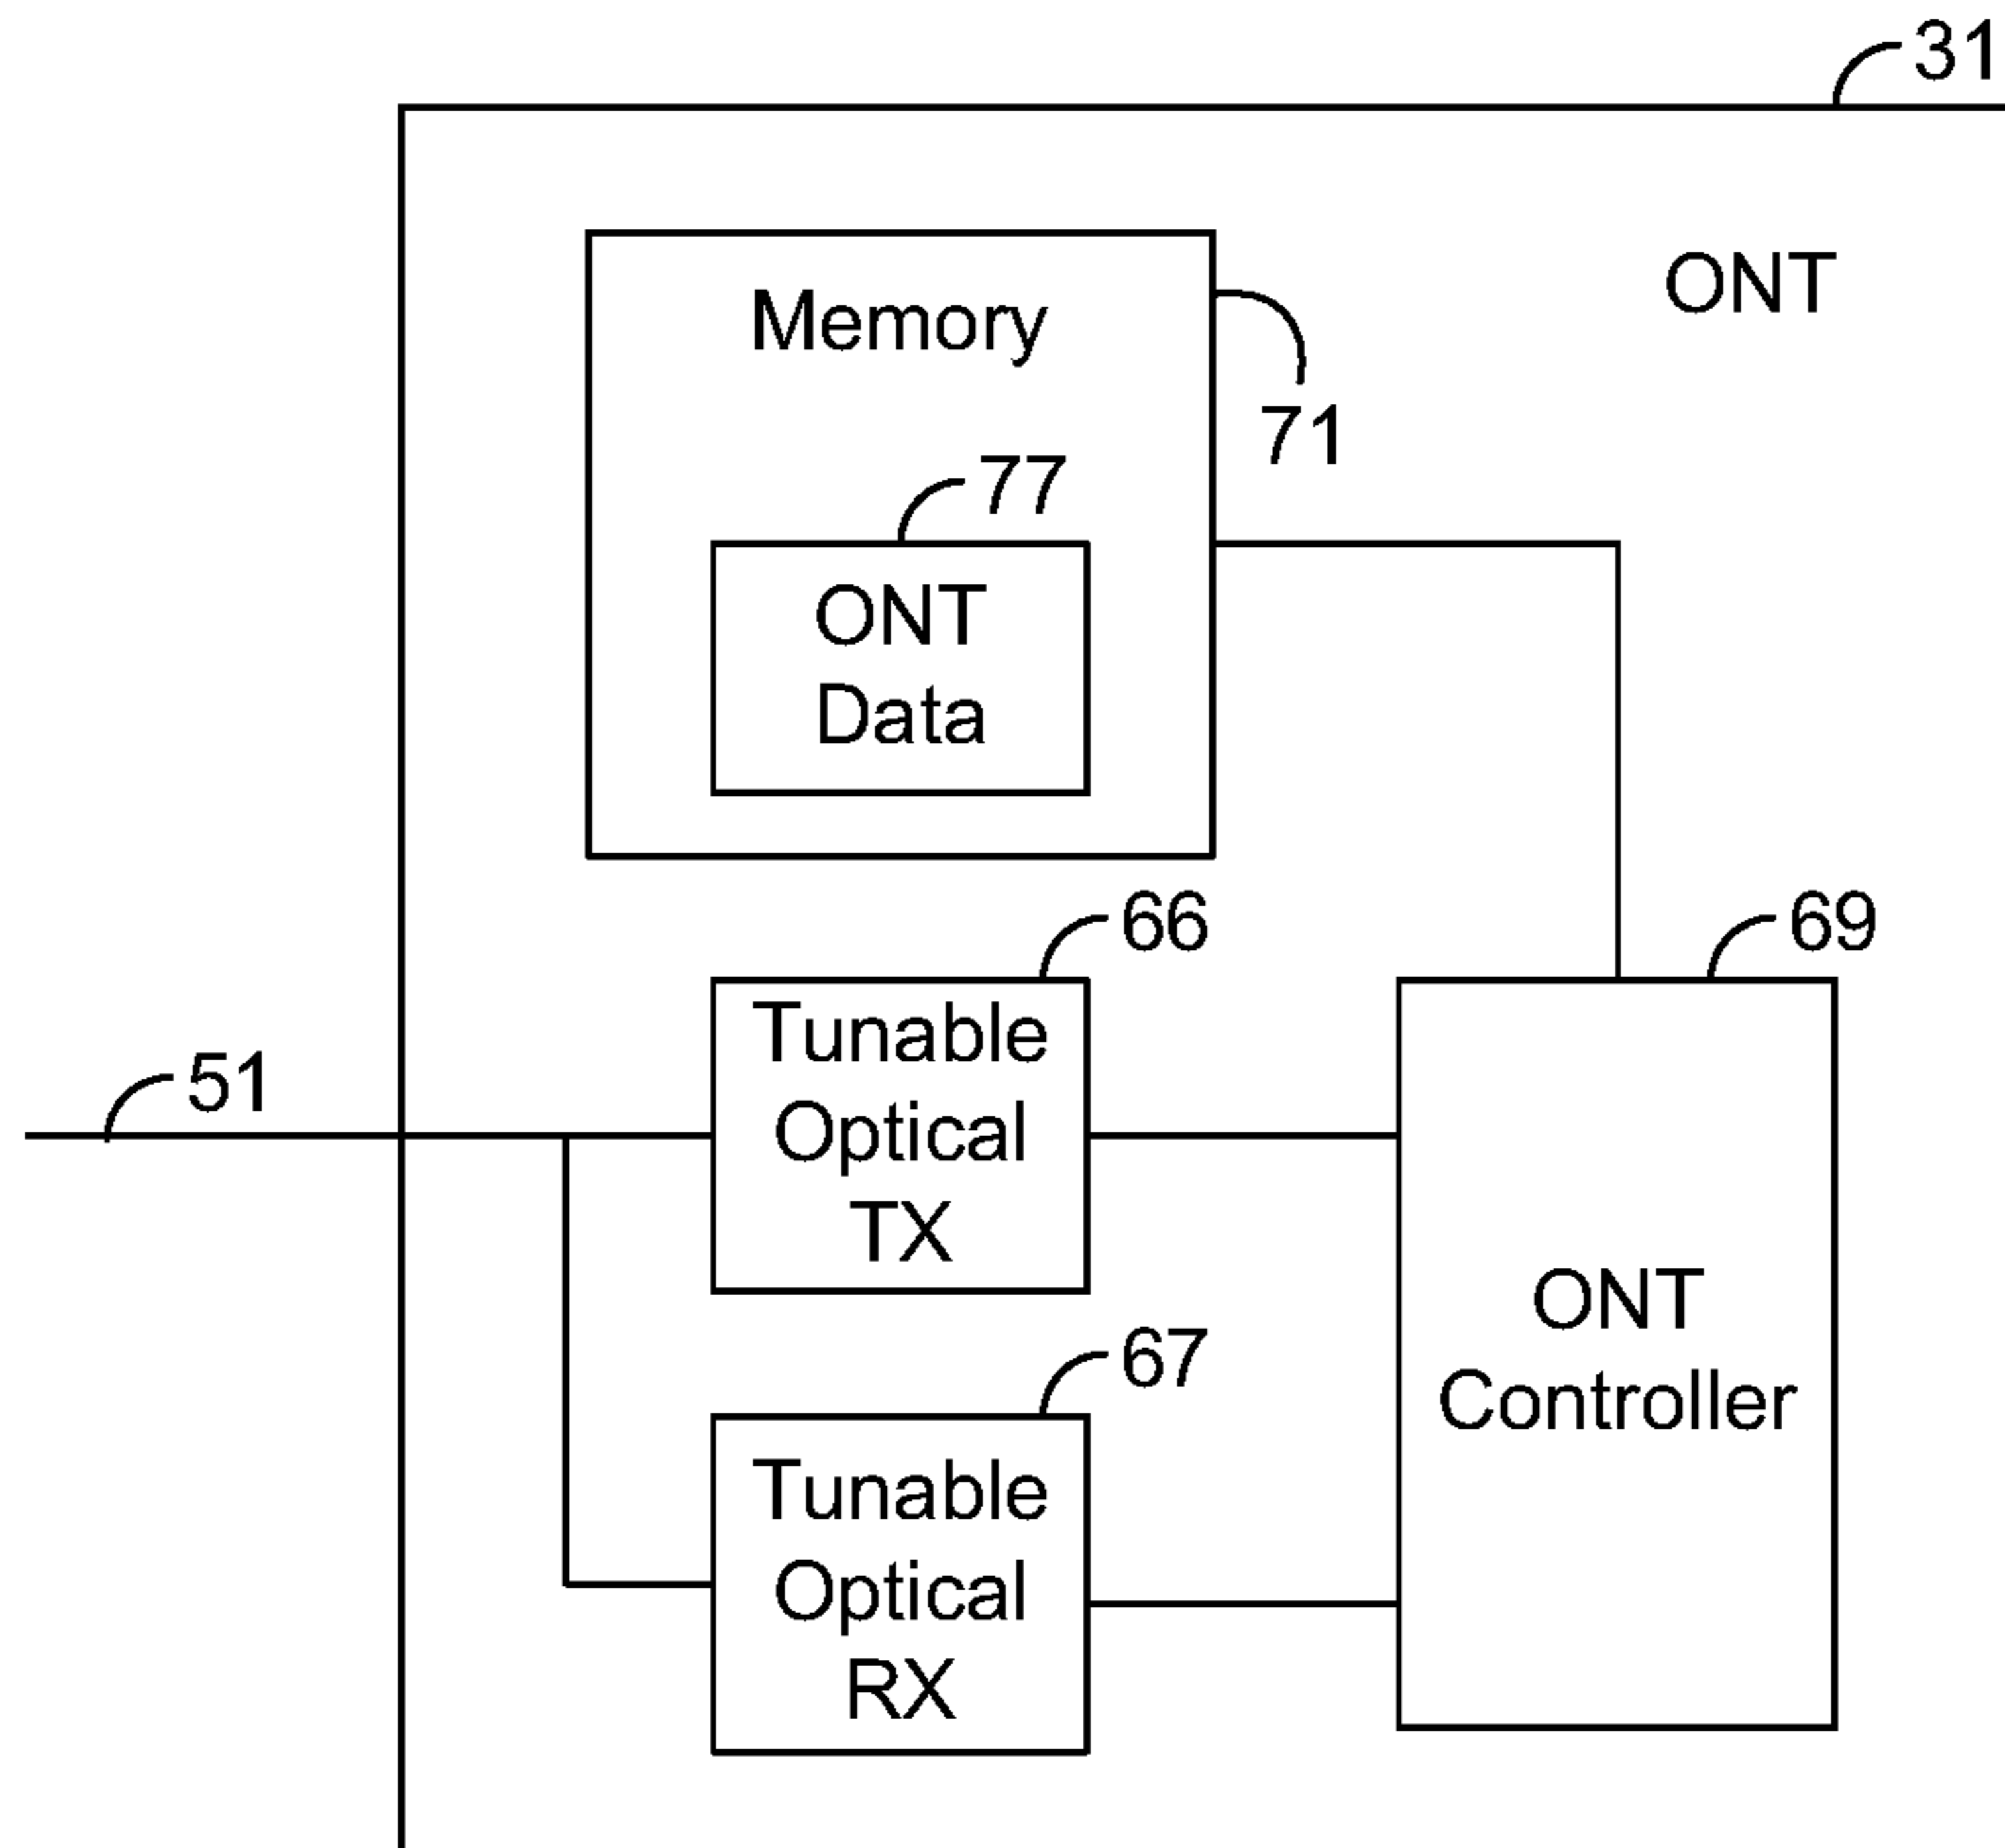 31
ONT
Memory
71
77
ONT
Data
66
69
Tunable
Optical
TX
51
ONT
Controller
67
Tunable
Optical
RX